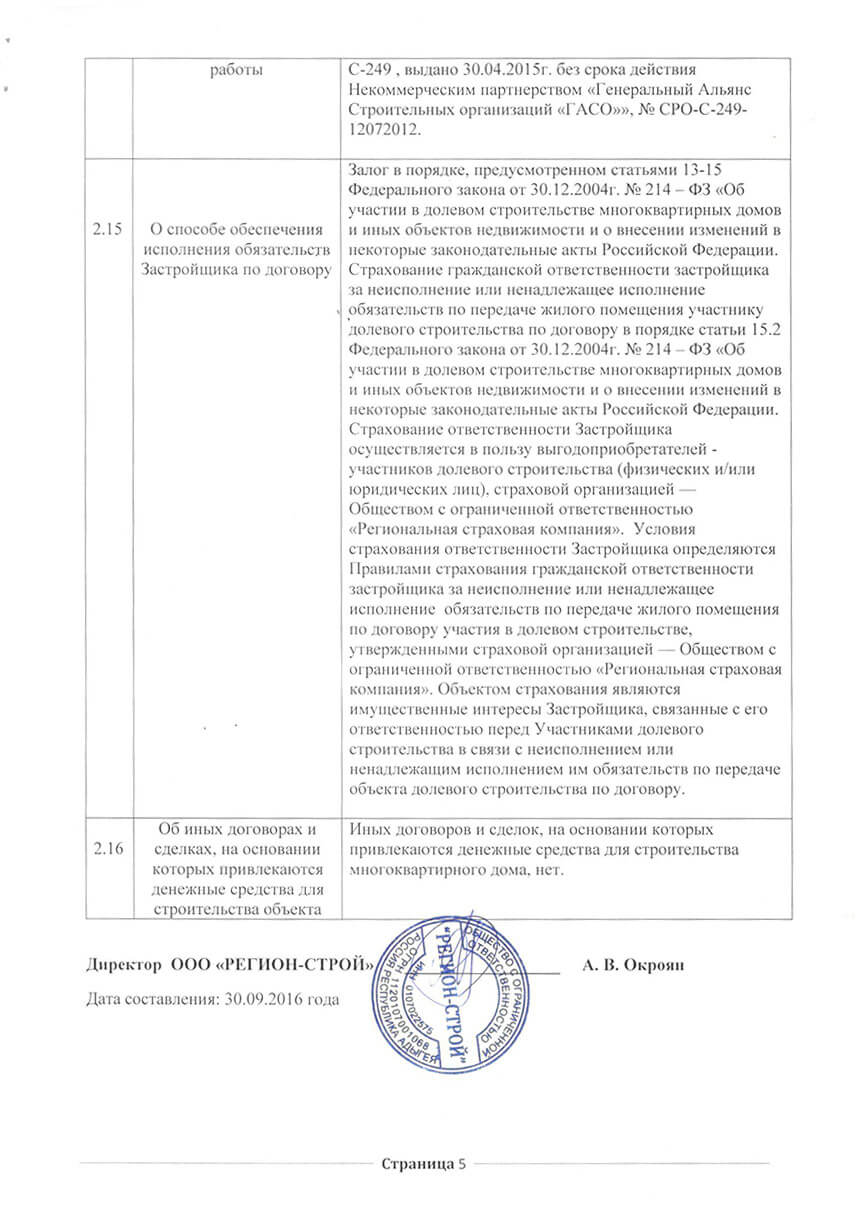 работы
С-249 , выдано 30.04.2015г. без срока действия
Некоммерческим партнерством «Генеральный Альянс
Строительных организаций «ГАСО»», № СРО-С-249-
12072012.
2.15
О способе обеспечения
исполнения обязательств
Застройщика по договору
Залог в порядке, предусмотренном статьями 13-15
Федерального закона от 30.12.2004г. № 214 – ФЗ «Об
участии в долевом строительстве многоквартирных домов
и иных объектов недвижимости и о внесении изменений в
некоторые законодательные акты Российской Федерации.
Страхование гражданской ответственности застройщика
за неисполнение или ненадлежащее исполнение
обязательств по передаче жилого помещения участнику
долевого строительства по договору в порядке статьи 15.2
Федерального закона от 30.12.2004г. № 214 – ФЗ «Об
участии в долевом строительстве многоквартирных домов
и иных объектов недвижимости и о внесении изменений в
некоторые законодательные акты Российской Федерации.
Страхование ответственности Застройщика
осуществляется в пользу выгодоприобретателей -
участников долевого строительства (физических и/или
юридических лиц), страховой организацией —
Обществом с ограниченной ответственностью
«Региональная страховая компания». Условия
страхования ответственности Застройщика определяются
Правилами страхования гражданской ответственности
застройщика за неисполнение или ненадлежащее
исполнение обязательств по передаче жилого помещения
по договору участия в долевом строительстве,
утвержденными страховой организацией — Обществом с
ограниченной ответственностью «Региональная страховая
компания». Объектом страхования являются
имущественные интересы Застройщика, связанные с его
ответственностью перед Участниками долевого
строительства в связи с неисполнением или
ненадлежащим исполнением им обязательств по передаче
объекта долевого строительства по договору.
2.16
Об иных договорах и
сделках, на основании
которых привлекаются
денежные средства для
строительства объекта
Иных договоров и сделок, на основании которых
привлекаются денежные средства для строительства
многоквартирного дома, нет.
Директор ООО «РЕГИОН-СТРОЙ» А. В. Окроян
Дата составления: 30.09.2016 года
ОБЩЕСТВО С ОГРАНИЧЕННОЙ
ОТВЕТСТВЕННОСТЬЮ
"РЕГИОН-СТРОЙ"
ИНН 0107022575
ОГРН 1120107001068
РОССИЯ РЕСПУБЛИКА АДЫГЕЯ
Страница 5